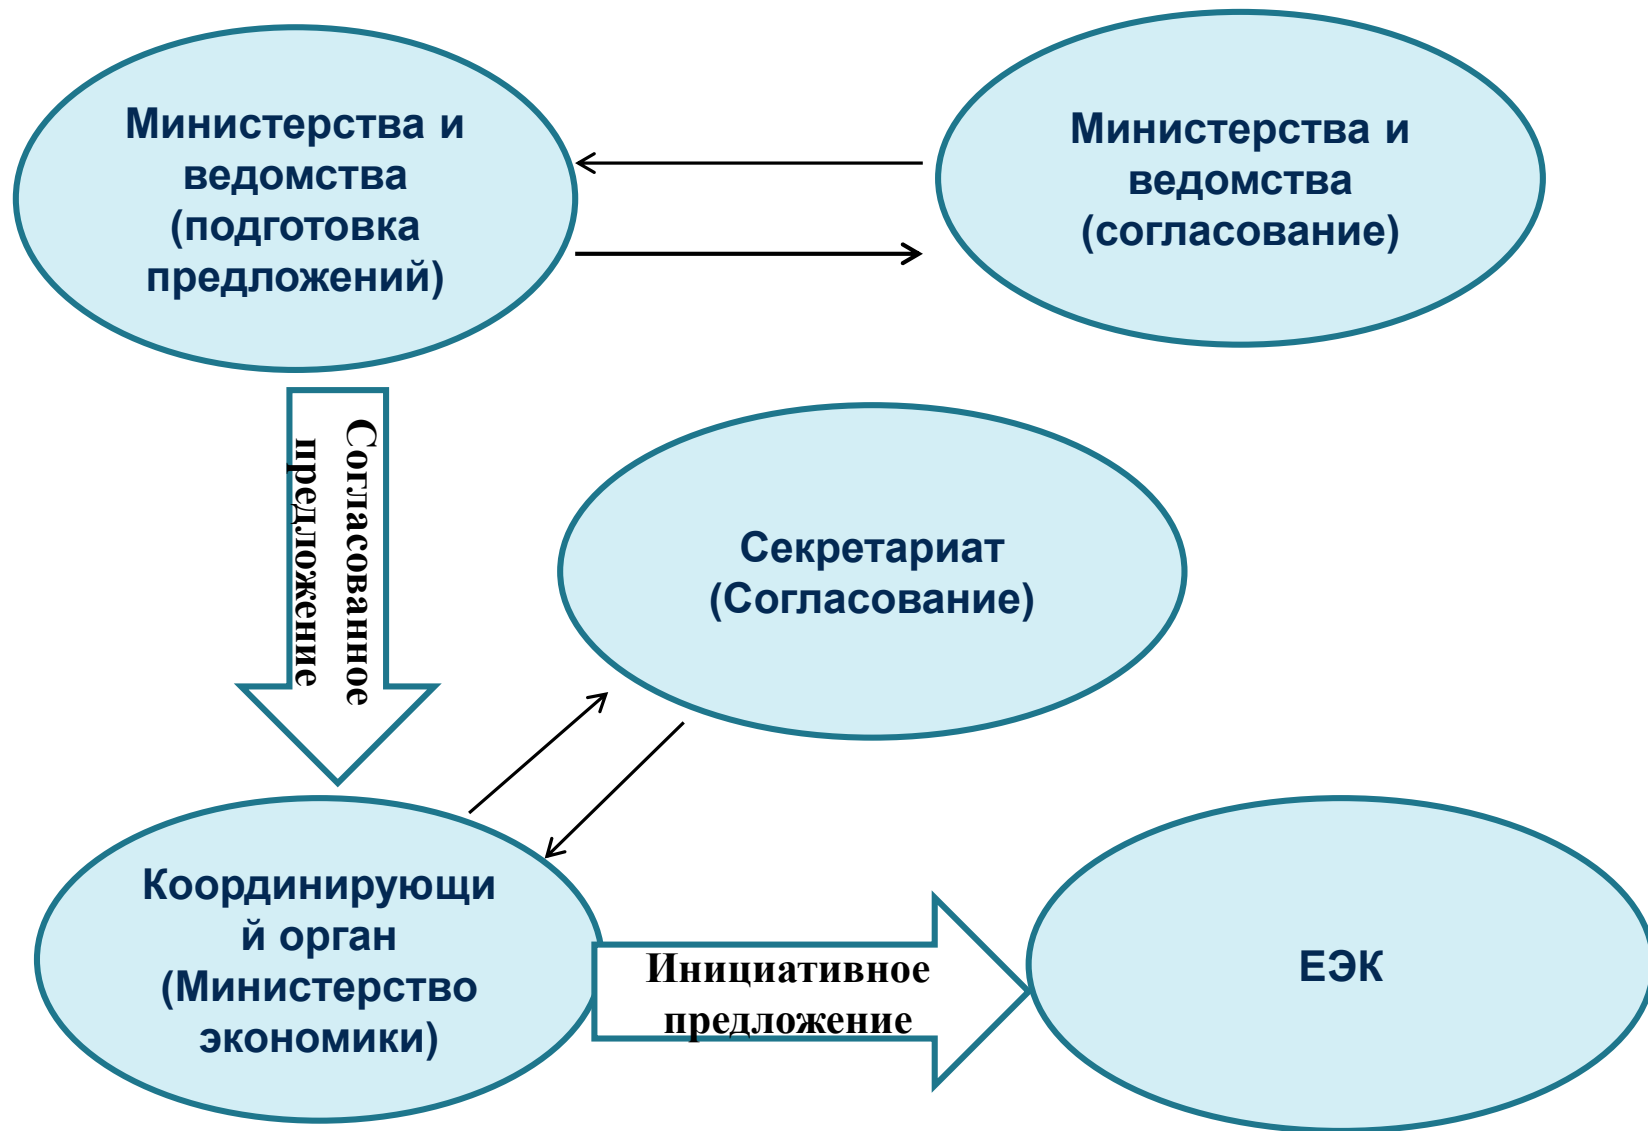 Министерства и
ведомства
(подготовка
предложений)
Министерства и
ведомства
(согласование)
Согласованное
предложение
Секретариат
(Согласование)
Координирующи
й орган
(Министерство
экономики)
Инициативное
предложение
ЕЭК